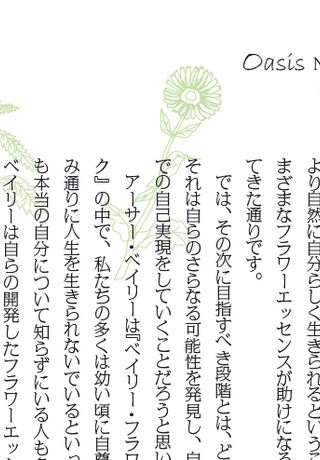 Oasis N
より自然に自分らしく生きられるというこ
まざまなフラワーエッセンスが助けになる
てきた通りです。
では、その次に目指すべき段階とは、ど
それは自らのさらなる可能性を発見し、自
での自己実現をしていくことだろうと思い
アーサー・ベイリーは『ベイリー・フラワ
ク』の中で、私たちの多くは幼い頃に自尊
み通りに人生を生きられないでいるといっ
も本当の自分について知らずにいる人も
ベイリーは自らの開発したフラワーエッ